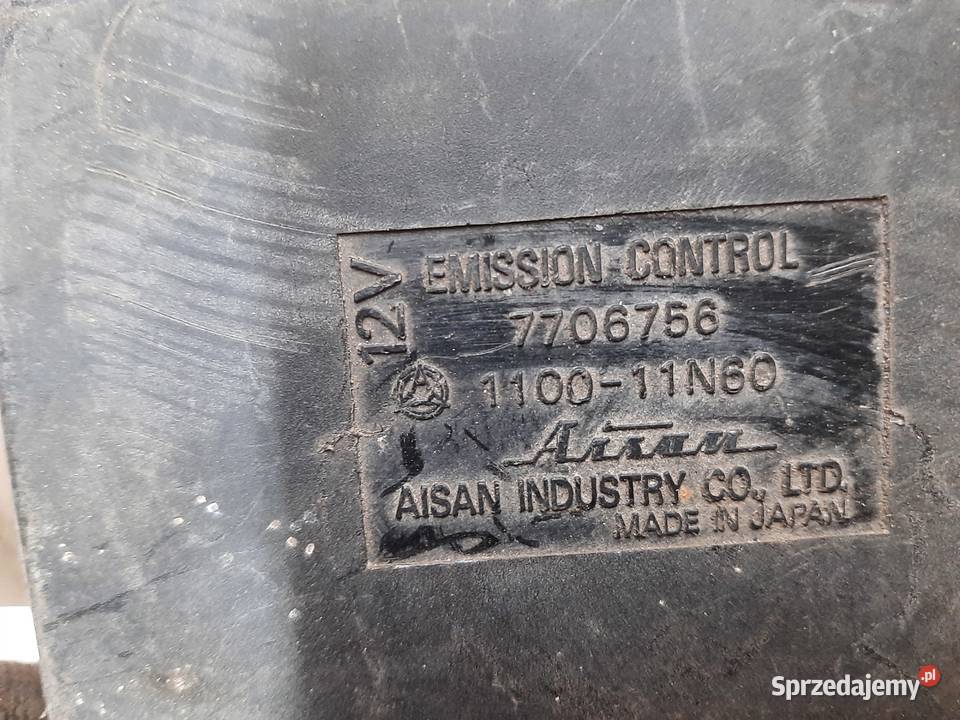 12V
EMISSION CONTROL
7706756
A
1100-11N60
Aisan
AISAN INDUSTRY CO., LTD.
MADE IN JAPAN
Sprzedajemy.pl